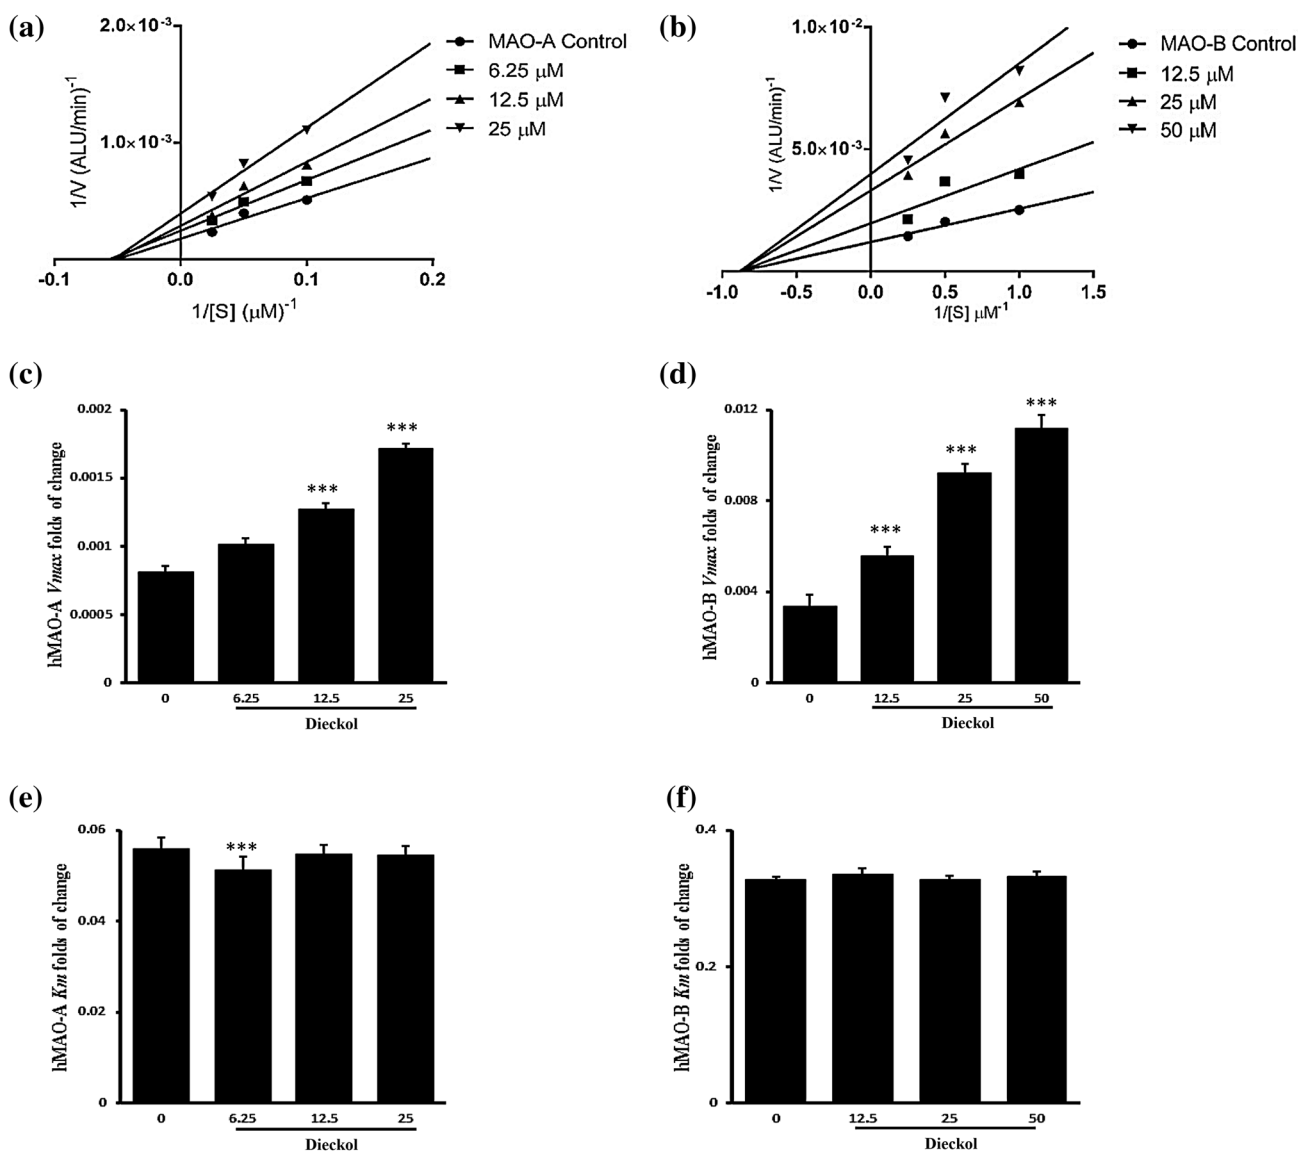 (a)
2.0×10⁻³
1.0×10⁻³
1/V (ALU/min)⁻¹
-0.1 0.0 0.1 0.2
1/[S] (μM)⁻¹
MAO-A Control
6.25 μM
12.5 μM
25 μM
(b)
1.0×10⁻²
5.0×10⁻³
1/V (ALU/min)⁻¹
-1.0 -0.5 0.0 0.5 1.0 1.5
1/[S] μM⁻¹
MAO-B Control
12.5 μM
25 μM
50 μM
(c)
hMAO-A Vmax folds of change
0.002
0.0015
0.001
0.0005
0
***
***
0 6.25 12.5 25
Dieckol
(d)
hMAO-B Vmax folds of change
0.012
0.008
0.004
0
***
***
***
0 12.5 25 50
Dieckol
(e)
hMAO-A Km folds of change
0.06
0.04
0.02
0
***
0 6.25 12.5 25
Dieckol
(f)
hMAO-B Km folds of change
0.4
0.2
0
0 12.5 25 50
Dieckol